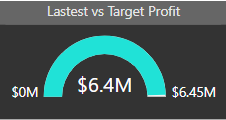 Lastest vs Target Profit
$6.4M
$0M
$6.45M